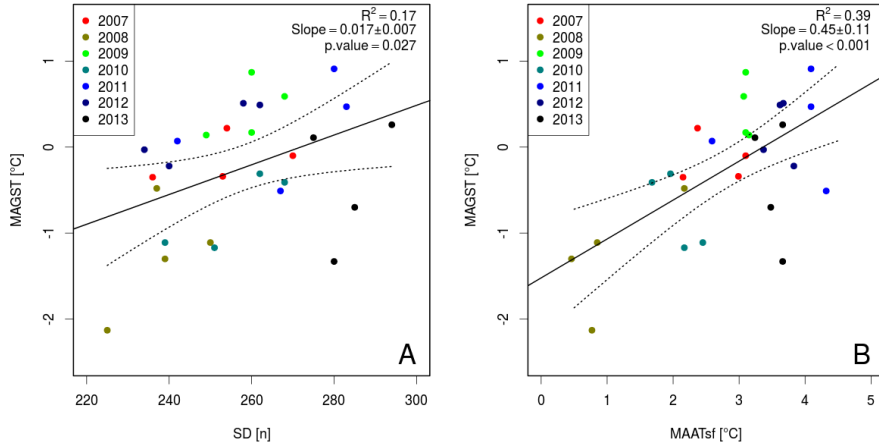 R² = 0.17
Slope = 0.017±0.007
p.value = 0.027
2007
2008
2009
2010
2011
2012
2013
MAGST [°C]
1
0
-1
-2
A
220
240
260
280
300
SD [n]
R² = 0.39
Slope = 0.45±0.11
p.value < 0.001
2007
2008
2009
2010
2011
2012
2013
MAGST [°C]
1
0
-1
-2
B
0
1
2
3
4
5
MAATsf [°C]